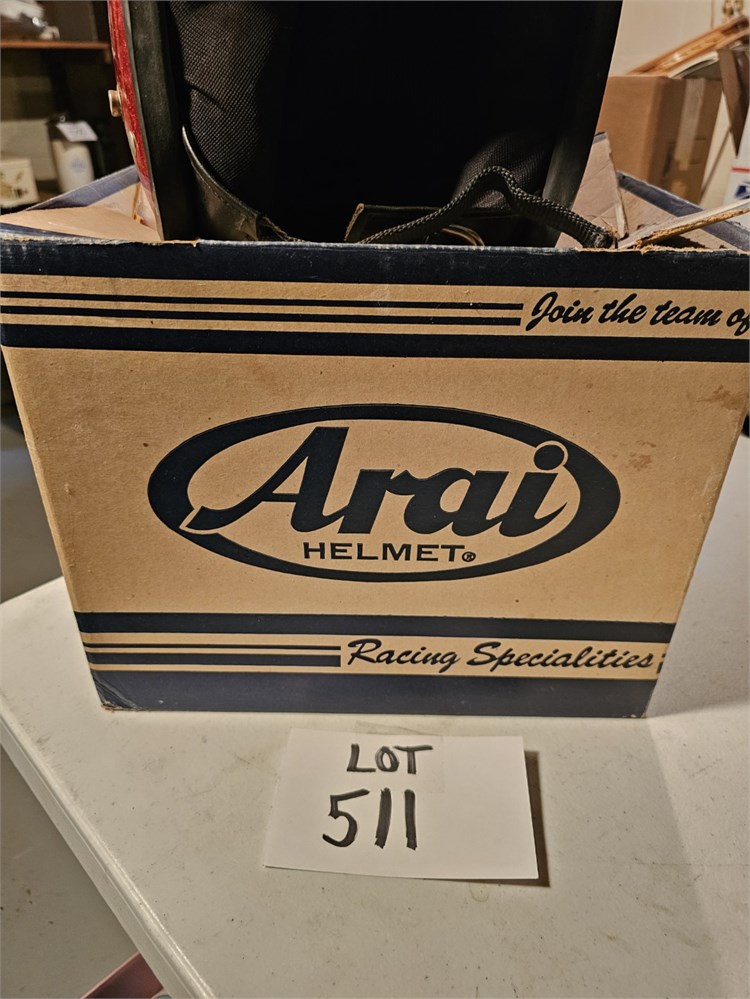 Join the team of
Arai
HELMET®
Racing Specialities
LOT
511